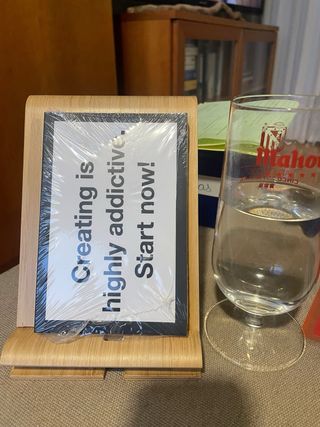 Creating is
highly addictive.
Start now!
Mahou